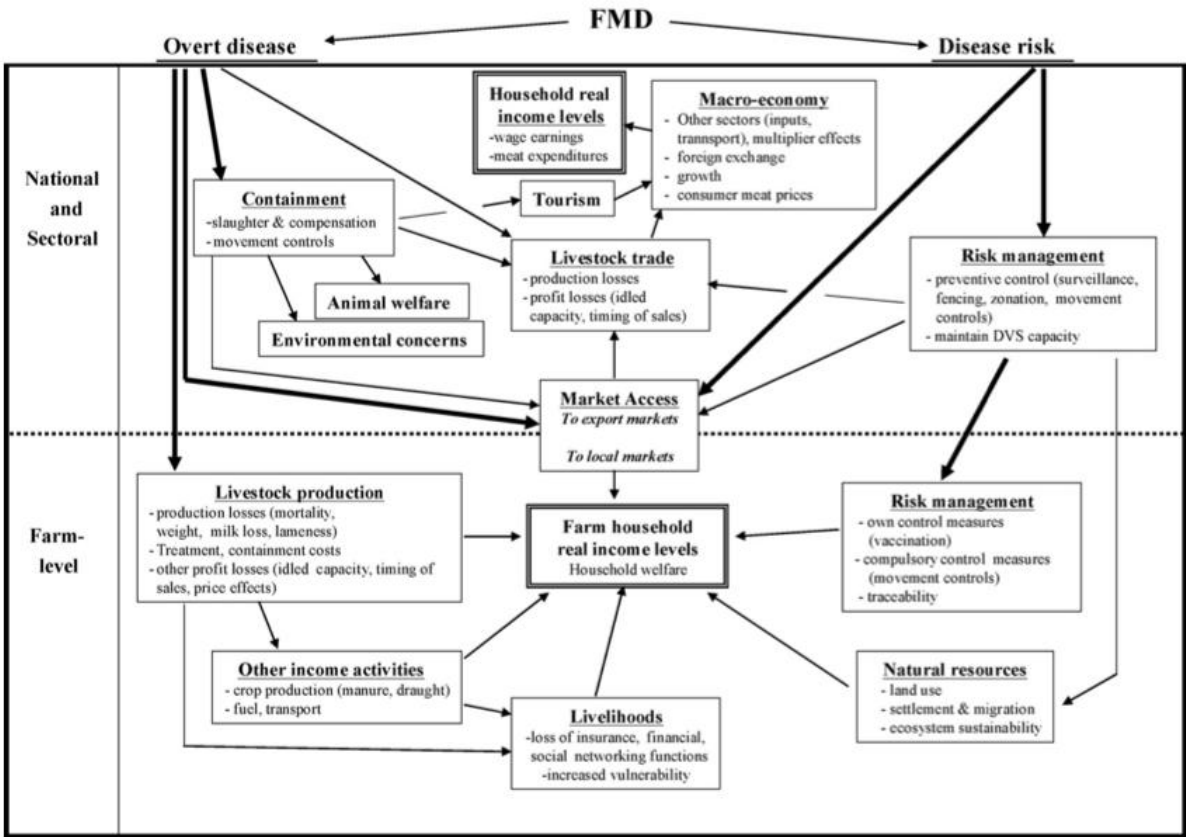 FMD
Overt disease
Disease risk
National
and
Sectoral
Household real
income levels
-wage earnings
-meat expenditures
Macro-economy
- Other sectors (inputs,
trannsport), multiplier effects
- foreign exchange
- growth
- consumer meat prices
Containment
-slaughter & compensation
-movement controls
Tourism
Livestock trade
- production losses
- profit losses (idled
capacity, timing of sales)
Risk management
- preventive control (surveillance,
fencing, zonation, movement
controls)
- maintain DVS capacity
Animal welfare
Environmental concerns
Market Access
To export markets
To local markets
Farm-
level
Livestock production
-production losses (mortality,
weight, milk loss, lameness)
-Treatment, containment costs
-other profit losses (idled capacity, timing of
sales, price effects)
Farm household
real income levels
Household welfare
Risk management
- own control measures
(vaccination)
- compulsory control measures
(movement controls)
- traceability
Other income activities
- crop production (manure, draught)
- fuel, transport
Livelihoods
-loss of insurance, financial,
social networking functions
-increased vulnerability
Natural resources
- land use
- settlement & migration
- ecosystem sustainability